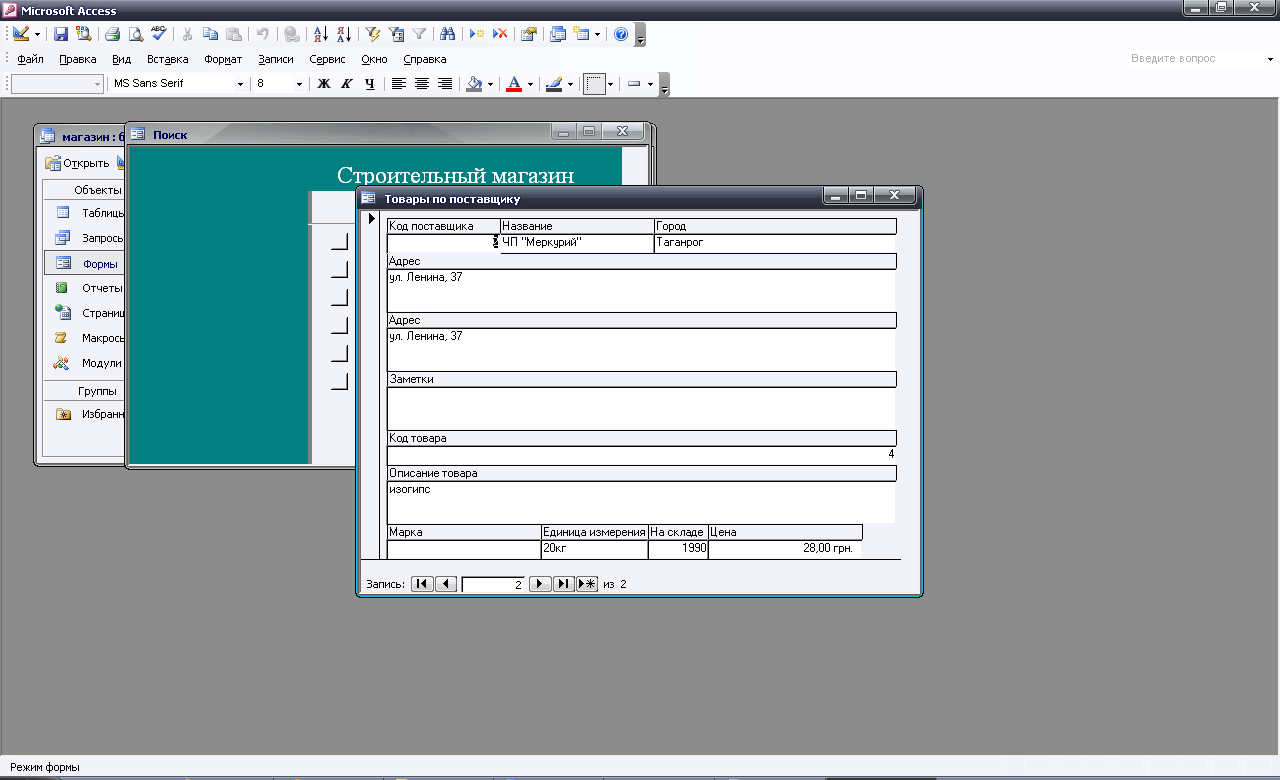 Microsoft Access
Файл Правка Вид Вставка Формат Записи Сервис Окно Справка
Введите вопрос
MS Sans Serif 8 Ж К Ч
магазин : б
Поиск
Открыть
Объекты
Таблицы
Запросы
Формы
Отчеты
Страниц
Макросы
Модули
Группы
Избранн
Строительный магазин
Товары по поставщику
Код поставщика Название Город
ЧП "Меркурий" Таганрог
Адрес
ул. Ленина, 37
Адрес
ул. Ленина, 37
Заметки
Код товара
4
Описание товара
изогипс
Марка Единица измерения На складе Цена
20кг 1990 28,00 грн.
Запись: 2 из 2
Режим формы